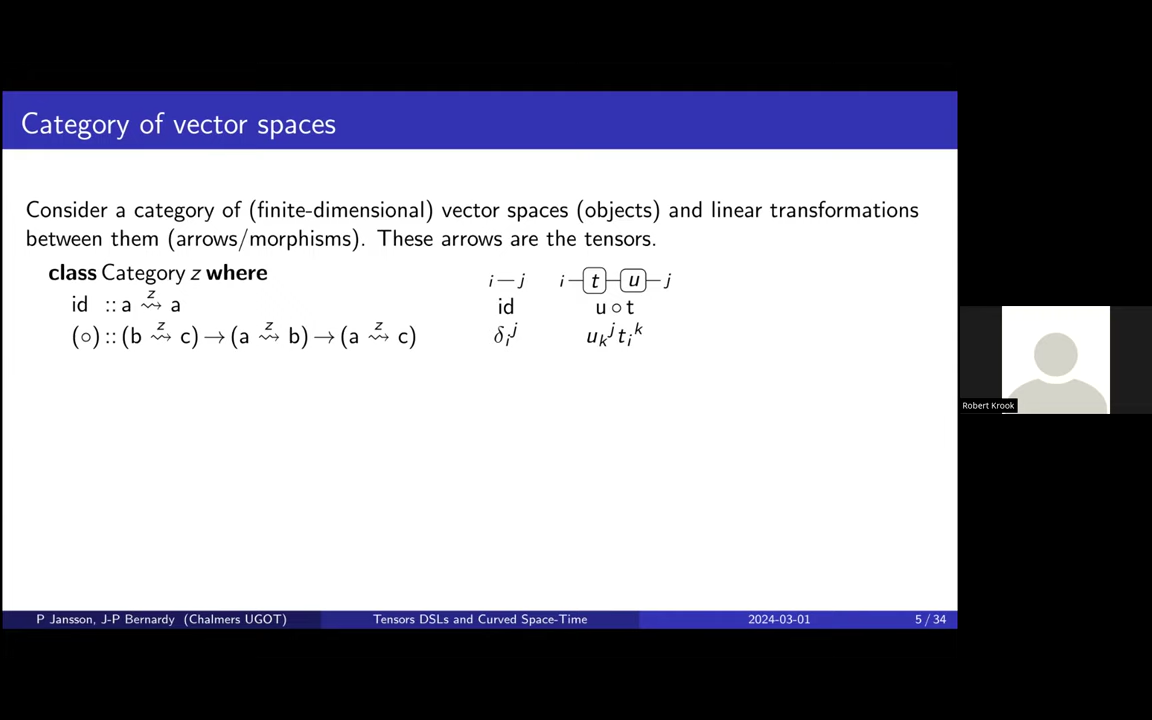 Category of vector spaces
Consider a category of (finite-dimensional) vector spaces (objects) and linear transformations
between them (arrows/morphisms). These arrows are the tensors.
class Category z where
id :: a ⇝ᶻ a
(∘) :: (b ⇝ᶻ c) → (a ⇝ᶻ b) → (a ⇝ᶻ c)
i — j i — t — u — j
id u ∘ t
δᵢʲ uₖʲtᵢᵏ
Robert Krook
P Jansson, J-P Bernardy (Chalmers UGOT) Tensors DSLs and Curved Space-Time 2024-03-01 5 / 34